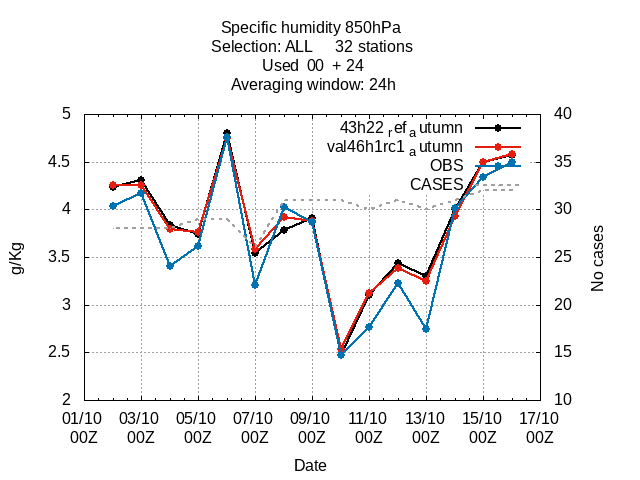 Specific humidity 850hPa
Selection: ALL 32 stations
Used 00 + 24
Averaging window: 24h
43h22 refa utumn
val46h1rc1 a utumn
OBS
CASES
5
4.5
4
3.5
3
2.5
2
40
35
30
25
20
15
10
g/Kg
No cases
01/10 03/10 05/10 07/10 09/10 11/10 13/10 15/10 17/10
00Z 00Z 00Z 00Z 00Z 00Z 00Z 00Z 00Z
Date